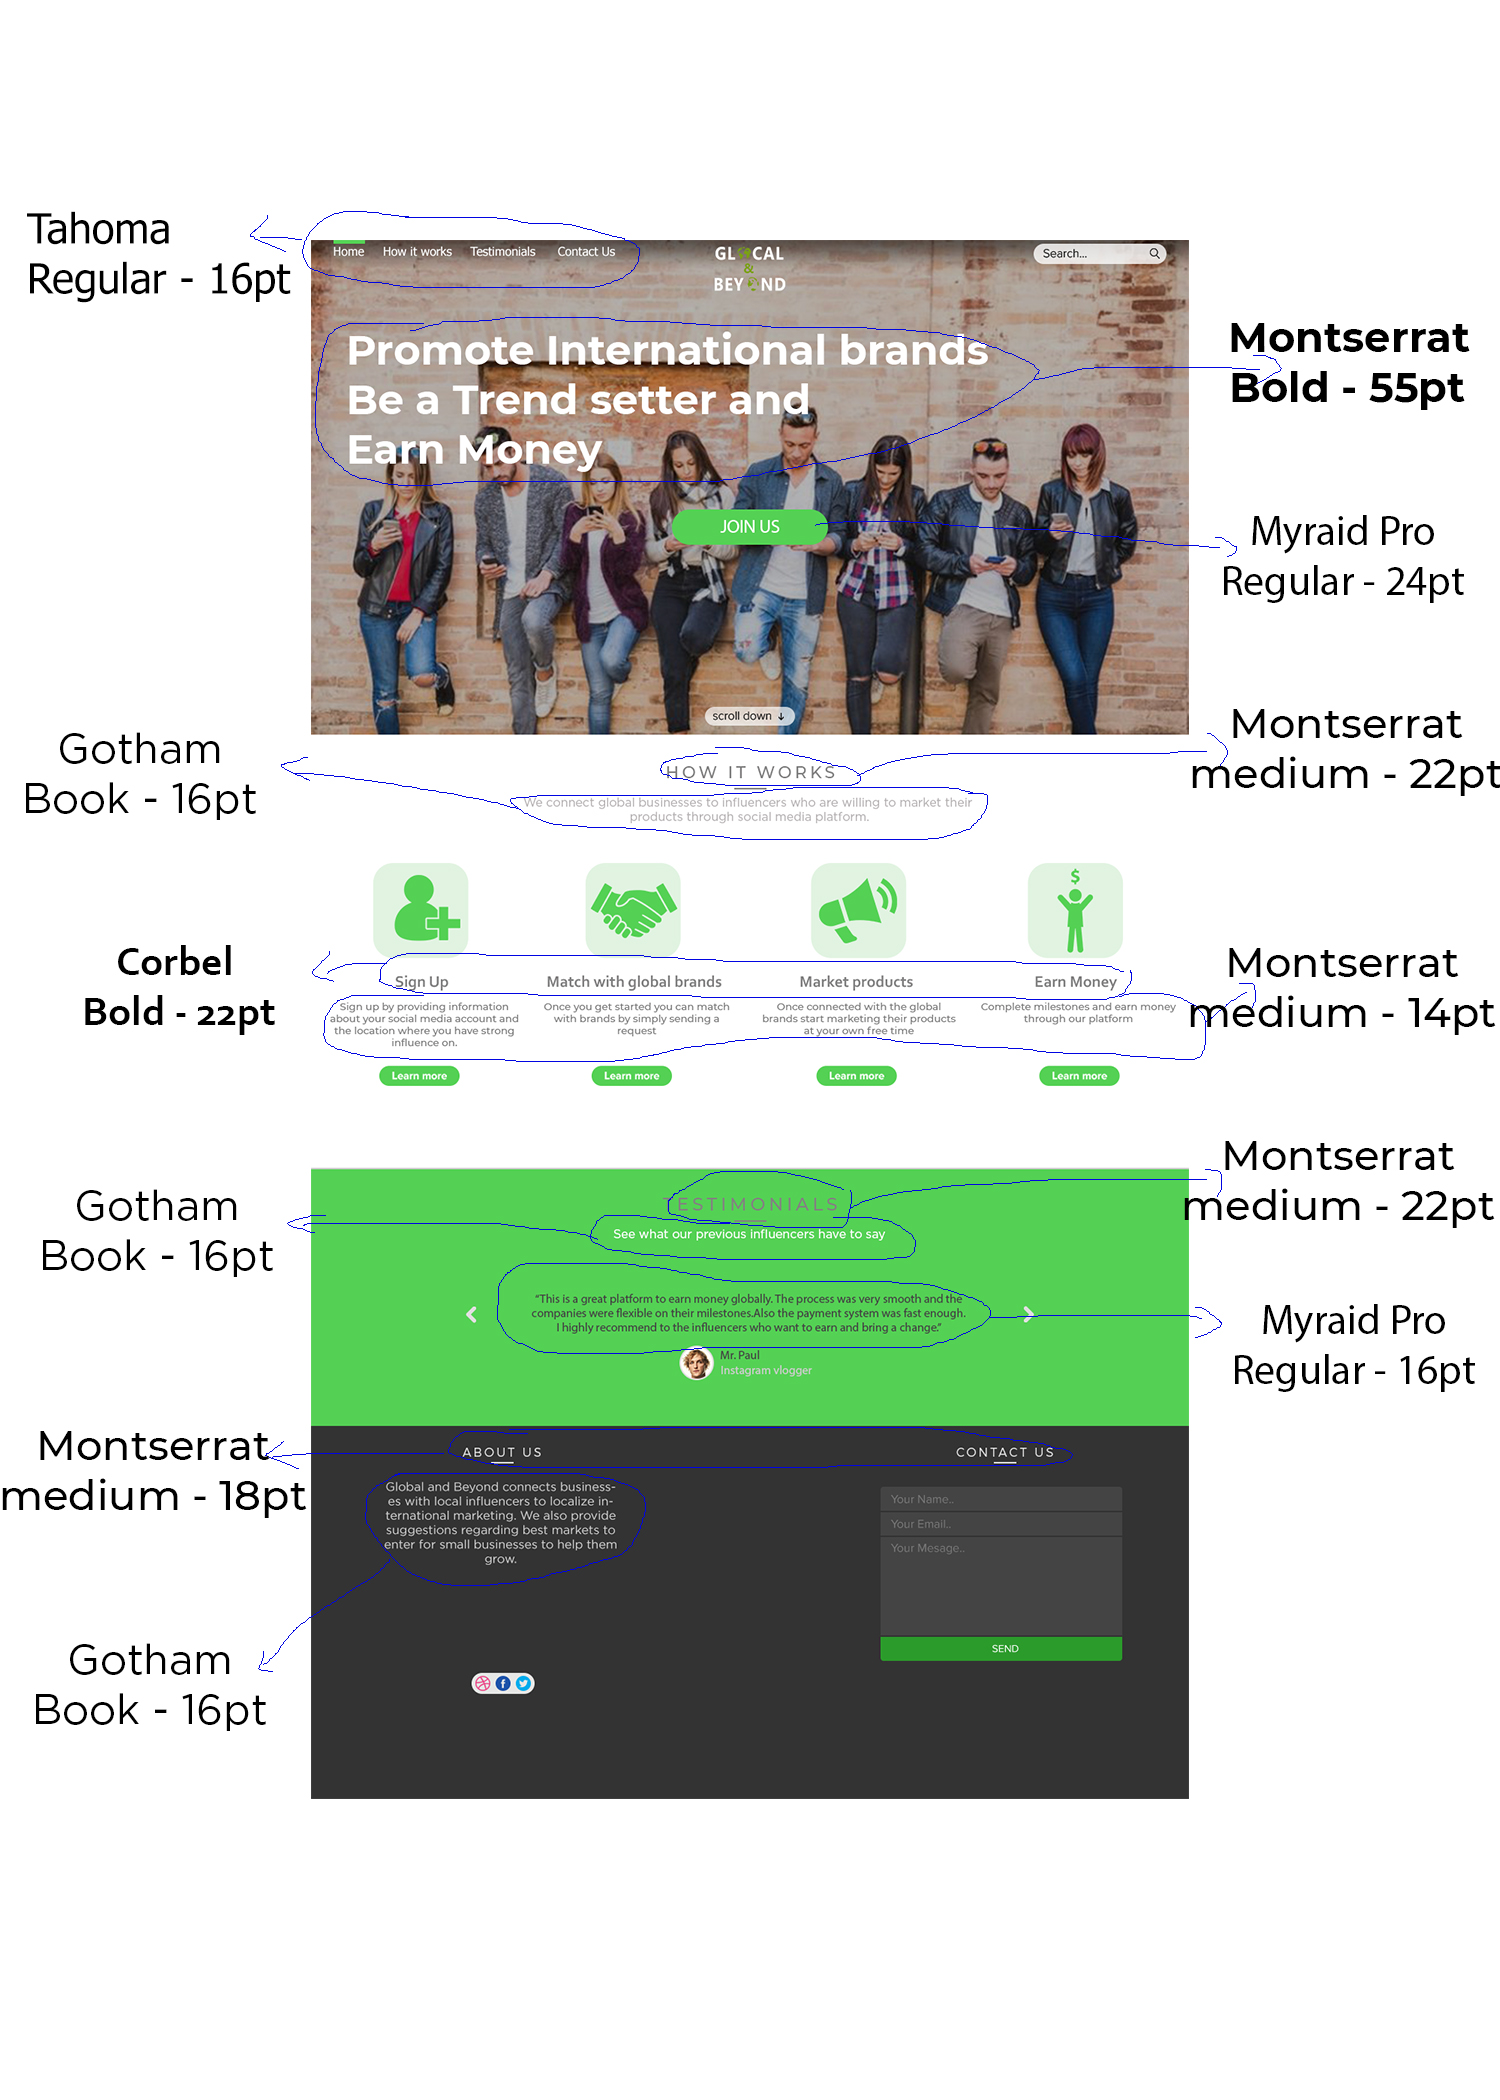 Tahoma
Regular - 16pt
Home How it works Testimonials Contact Us
GLOCAL
&
BEYOND
Search...
Promote International brands
Be a Trend setter and
Earn Money
Montserrat
Bold - 55pt
JOIN US
Myraid Pro
Regular - 24pt
scroll down ↓
Gotham
Book - 16pt
HOW IT WORKS
Montserrat
medium - 22pt
We connect global businesses to influencers who are willing to market their
products through social media platform.
$
Corbel
Bold - 22pt
Sign Up
Sign up by providing information
about your social media account and
the location where you have strong
influence on.
Learn more
Match with global brands
Once you get started you can match
with brands by simply sending a
request
Learn more
Market products
Once connected with the global
brands start marketing their products
at your own free time
Learn more
Earn Money
Complete milestones and earn money
through our platform
Learn more
Montserrat
medium - 14pt
Gotham
Book - 16pt
TESTIMONIALS
See what our previous influencers have to say
Montserrat
medium - 22pt
“This is a great platform to earn money globally. The process was very smooth and the
companies were flexible on their milestones.Also the payment system was fast enough.
I highly recommend to the influencers who want to earn and bring a change.”
Mr. Paul
Instagram vlogger
Myraid Pro
Regular - 16pt
Montserrat
medium - 18pt
ABOUT US
Global and Beyond connects business-
es with local influencers to localize in-
ternational marketing. We also provide
suggestions regarding best markets to
enter for small businesses to help them
grow.
CONTACT US
Your Name..
Your Email..
Your Mesage..
SEND
Gotham
Book - 16pt